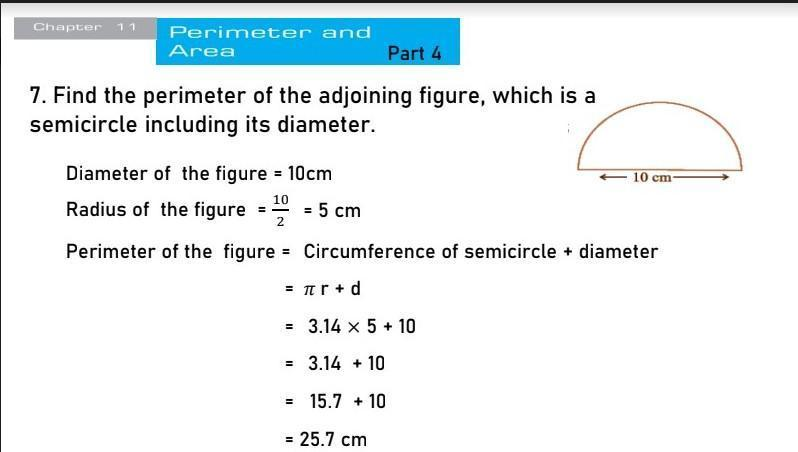 Chapter 11
Perimeter and
Area
Part 4
7. Find the perimeter of the adjoining figure, which is a
semicircle including its diameter.
10 cm
Diameter of the figure = 10cm
Radius of the figure = 10/2 = 5 cm
Perimeter of the figure = Circumference of semicircle + diameter
= π r + d
= 3.14 × 5 + 10
= 3.14 + 10
= 15.7 + 10
= 25.7 cm